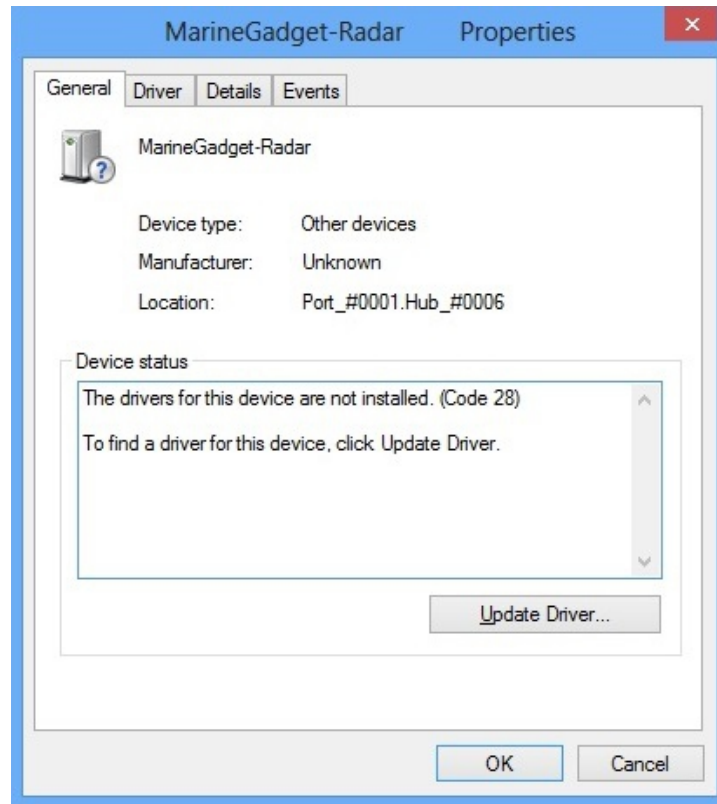 MarineGadget-Radar Properties
General Driver Details Events
MarineGadget-Radar
Device type: Other devices
Manufacturer: Unknown
Location: Port_#0001.Hub_#0006
Device status
The drivers for this device are not installed. (Code 28)
To find a driver for this device, click Update Driver.
Update Driver...
OK Cancel